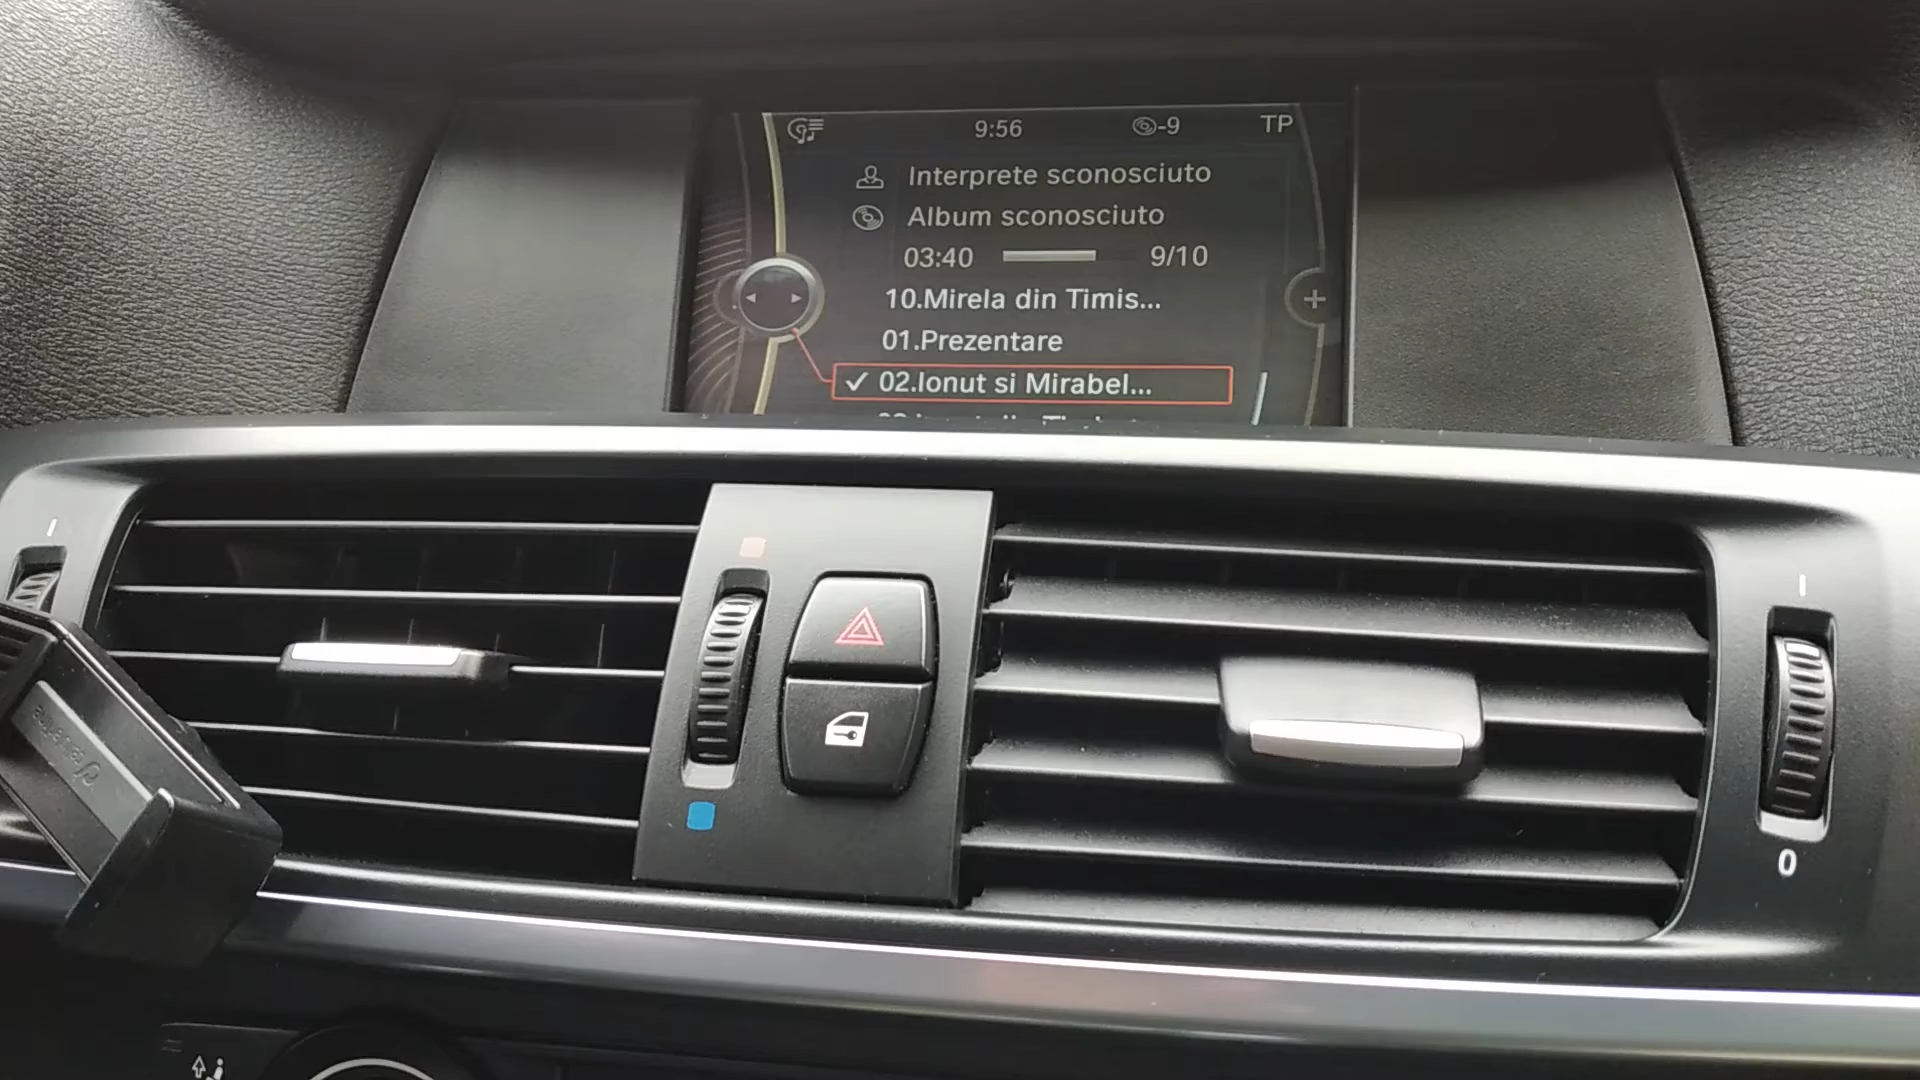 9:56 -9 TP
Interprete sconosciuto
Album sconosciuto
03:40 9/10
10.Mirela din Timis...
01.Prezentare
02.Ionut si Mirabel...
I
I
0
cellularline